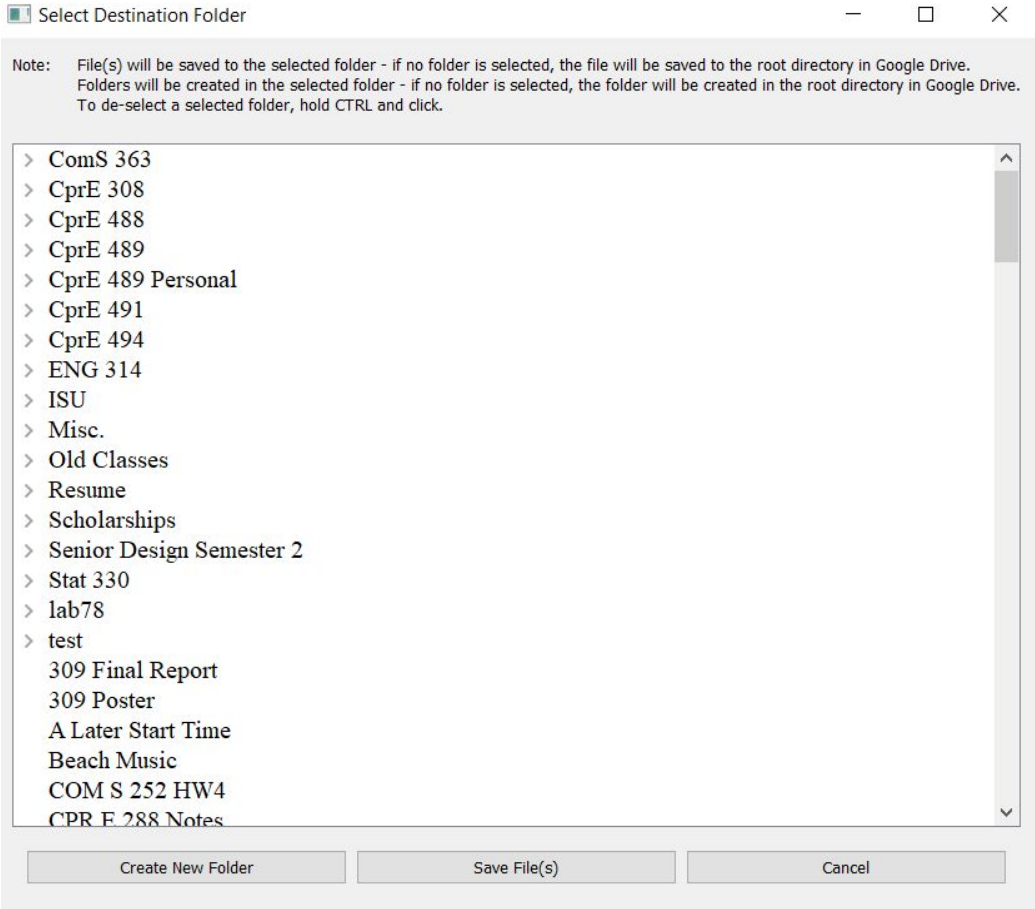 Select Destination Folder
Note: File(s) will be saved to the selected folder - if no folder is selected, the file will be saved to the root directory in Google Drive.
Folders will be created in the selected folder - if no folder is selected, the folder will be created in the root directory in Google Drive.
To de-select a selected folder, hold CTRL and click.
ComS 363
CprE 308
CprE 488
CprE 489
CprE 489 Personal
CprE 491
CprE 494
ENG 314
ISU
Misc.
Old Classes
Resume
Scholarships
Senior Design Semester 2
Stat 330
lab78
test
309 Final Report
309 Poster
A Later Start Time
Beach Music
COM S 252 HW4
CPR E 288 Notes
Create New Folder
Save File(s)
Cancel